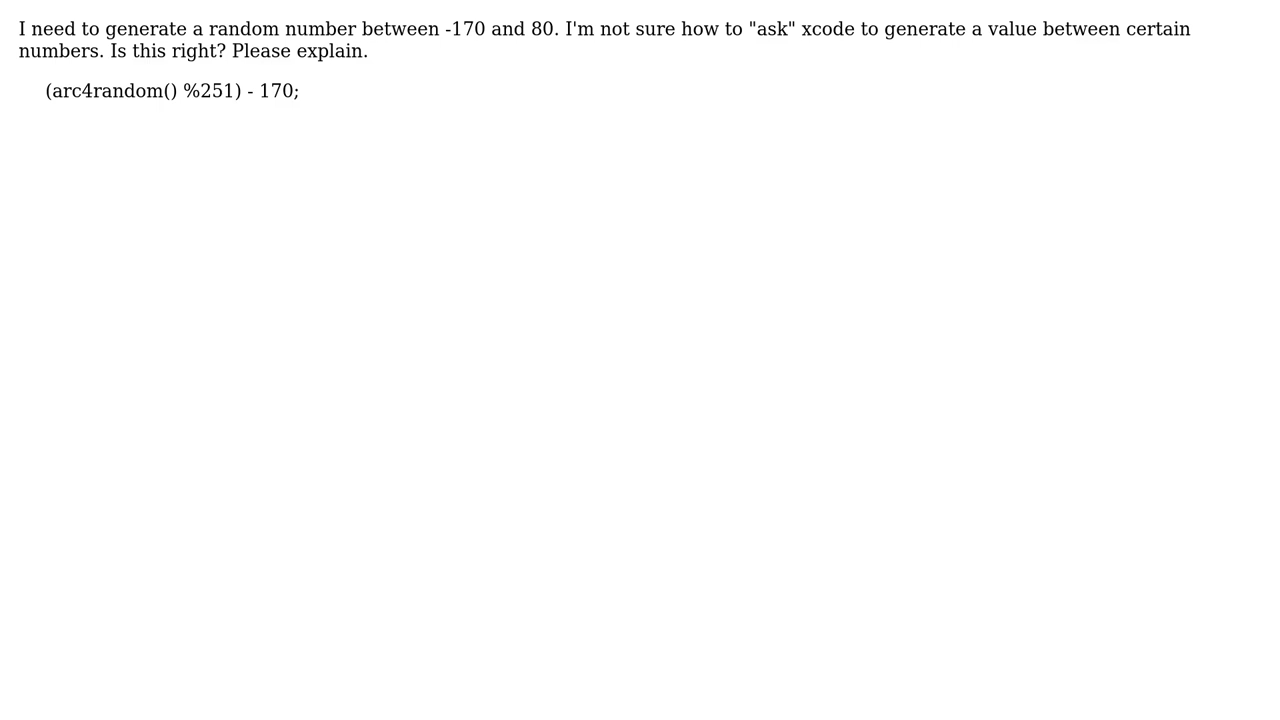 I need to generate a random number between -170 and 80. I'm not sure how to "ask" xcode to generate a value between certain
numbers. Is this right? Please explain.
(arc4random() %251) - 170;